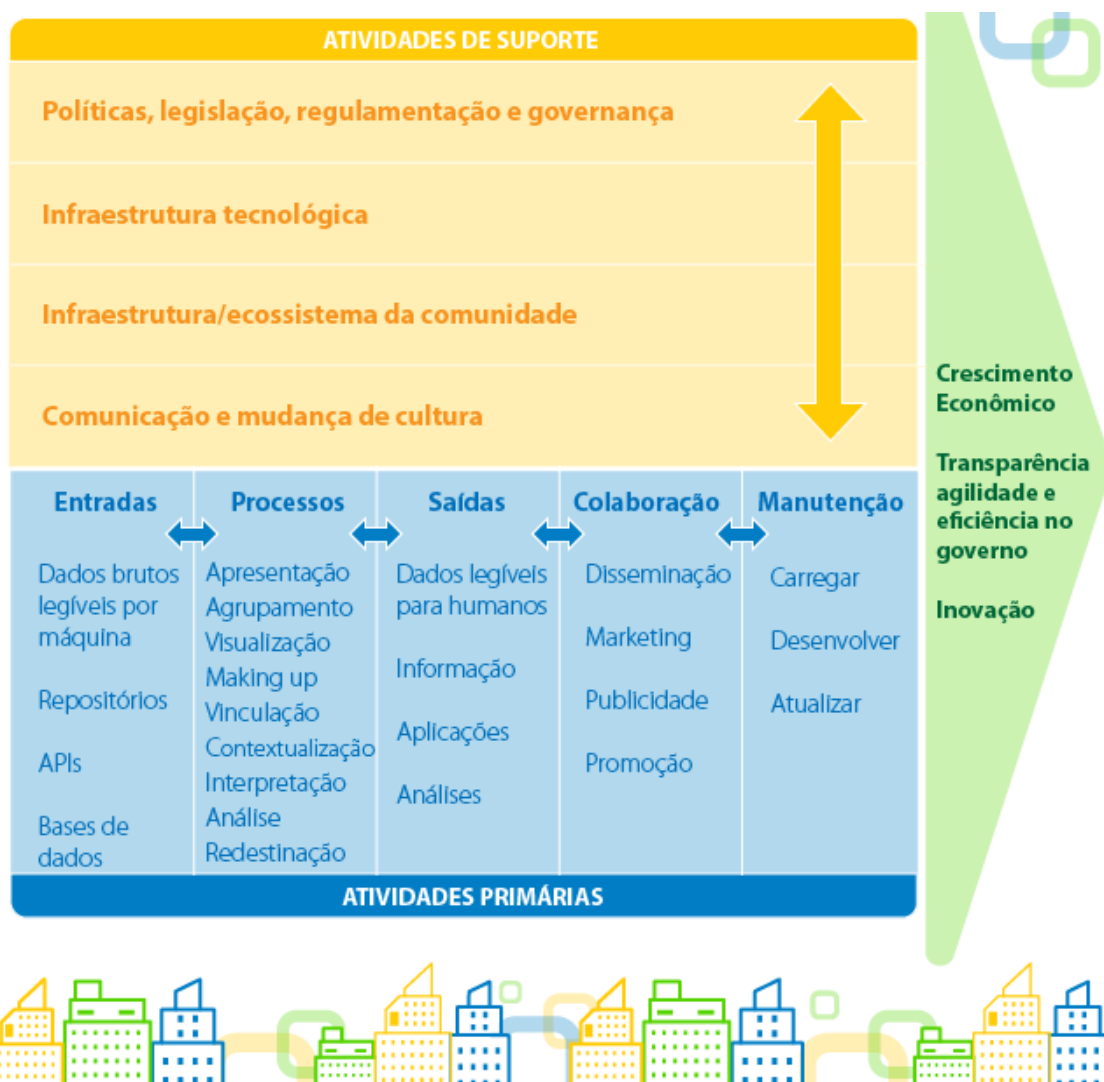 ATIVIDADES DE SUPORTE
Políticas, legislação, regulamentação e governança
Infraestrutura tecnológica
Infraestrutura/ecossistema da comunidade
Comunicação e mudança de cultura
Entradas
Dados brutos
legíveis por
máquina
Repositórios
APIs
Bases de
dados
Processos
Apresentação
Agrupamento
Visualização
Making up
Vinculação
Contextualização
Interpretação
Análise
Redestinação
Saídas
Dados legíveis
para humanos
Informação
Aplicações
Análises
Colaboração
Disseminação
Marketing
Publicidade
Promoção
Manutenção
Carregar
Desenvolver
Atualizar
ATIVIDADES PRIMÁRIAS
Crescimento
Econômico
Transparência
agilidade e
eficiência no
governo
Inovação